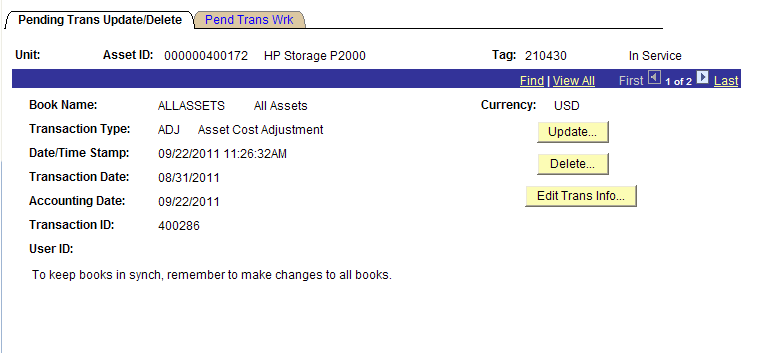 Pending Trans Update/Delete Pend Trans Wrk
Unit: Asset ID: 000000400172 HP Storage P2000 Tag: 210430 In Service
Find | View All First 1 of 2 Last
Book Name: ALLASSETS All Assets Currency: USD
Transaction Type: ADJ Asset Cost Adjustment Update...
Date/Time Stamp: 09/22/2011 11:26:32AM Delete...
Transaction Date: 08/31/2011
Accounting Date: 09/22/2011 Edit Trans Info...
Transaction ID: 400286
User ID:
To keep books in synch, remember to make changes to all books.